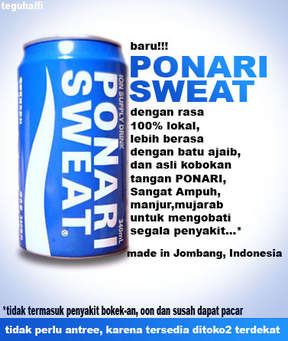 teguhalfi
baru!!!
PONARI
SWEAT
dengan rasa
100% lokal,
lebih berasa
dengan batu ajaib,
dan asli kobokan
tangan PONARI,
Sangat Ampuh,
manjur,mujarab
untuk mengobati
segala penyakit...*
made in Jombang, Indonesia
ION SUPPLY DRINK
PONARI
SWEAT
340ml
*tidak termasuk penyakit bokek-an, oon dan susah dapat pacar
tidak perlu antree, karena tersedia ditoko2 terdekat